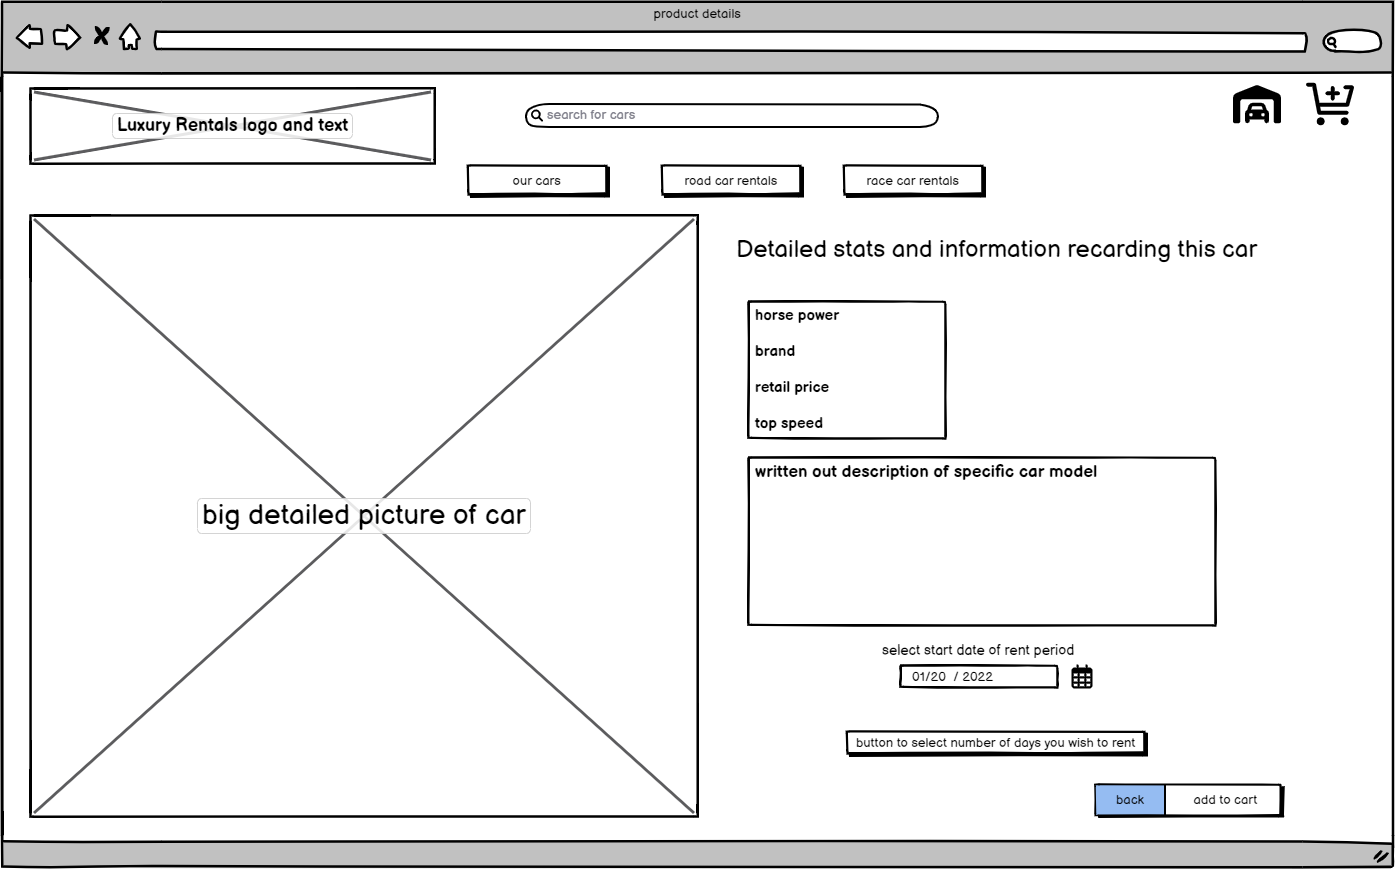 product details
Luxury Rentals logo and text
search for cars
our cars
road car rentals
race car rentals
big detailed picture of car
Detailed stats and information recarding this car
horse power
brand
retail price
top speed
written out description of specific car model
select start date of rent period
01/20 / 2022
button to select number of days you wish to rent
back
add to cart